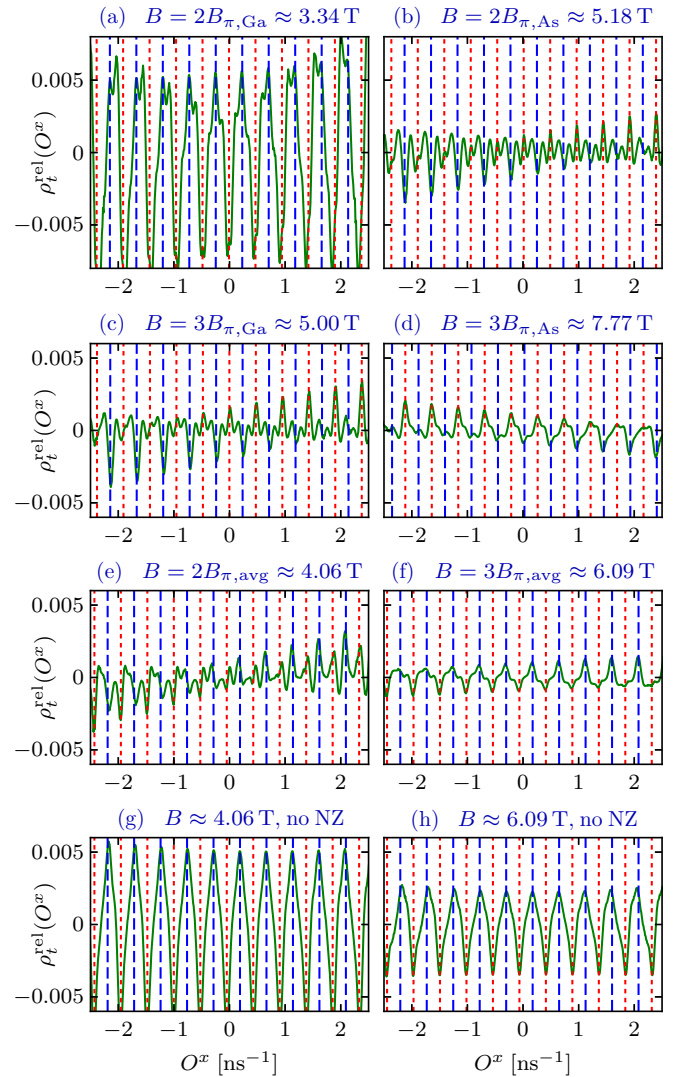 (a) B = 2B_{π,Ga} ≈ 3.34 T
(b) B = 2B_{π,As} ≈ 5.18 T
ρ_t^{rel}(O^x)
0.005
0
−0.005
−2 −1 0 1 2
−2 −1 0 1 2
(c) B = 3B_{π,Ga} ≈ 5.00 T
(d) B = 3B_{π,As} ≈ 7.77 T
ρ_t^{rel}(O^x)
0.005
0
−0.005
−2 −1 0 1 2
−2 −1 0 1 2
(e) B = 2B_{π,avg} ≈ 4.06 T
(f) B = 3B_{π,avg} ≈ 6.09 T
ρ_t^{rel}(O^x)
0.005
0
−0.005
−2 −1 0 1 2
−2 −1 0 1 2
(g) B ≈ 4.06 T, no NZ
(h) B ≈ 6.09 T, no NZ
ρ_t^{rel}(O^x)
0.005
0
−0.005
−2 −1 0 1 2
−2 −1 0 1 2
O^x [ns^{−1}]
O^x [ns^{−1}]